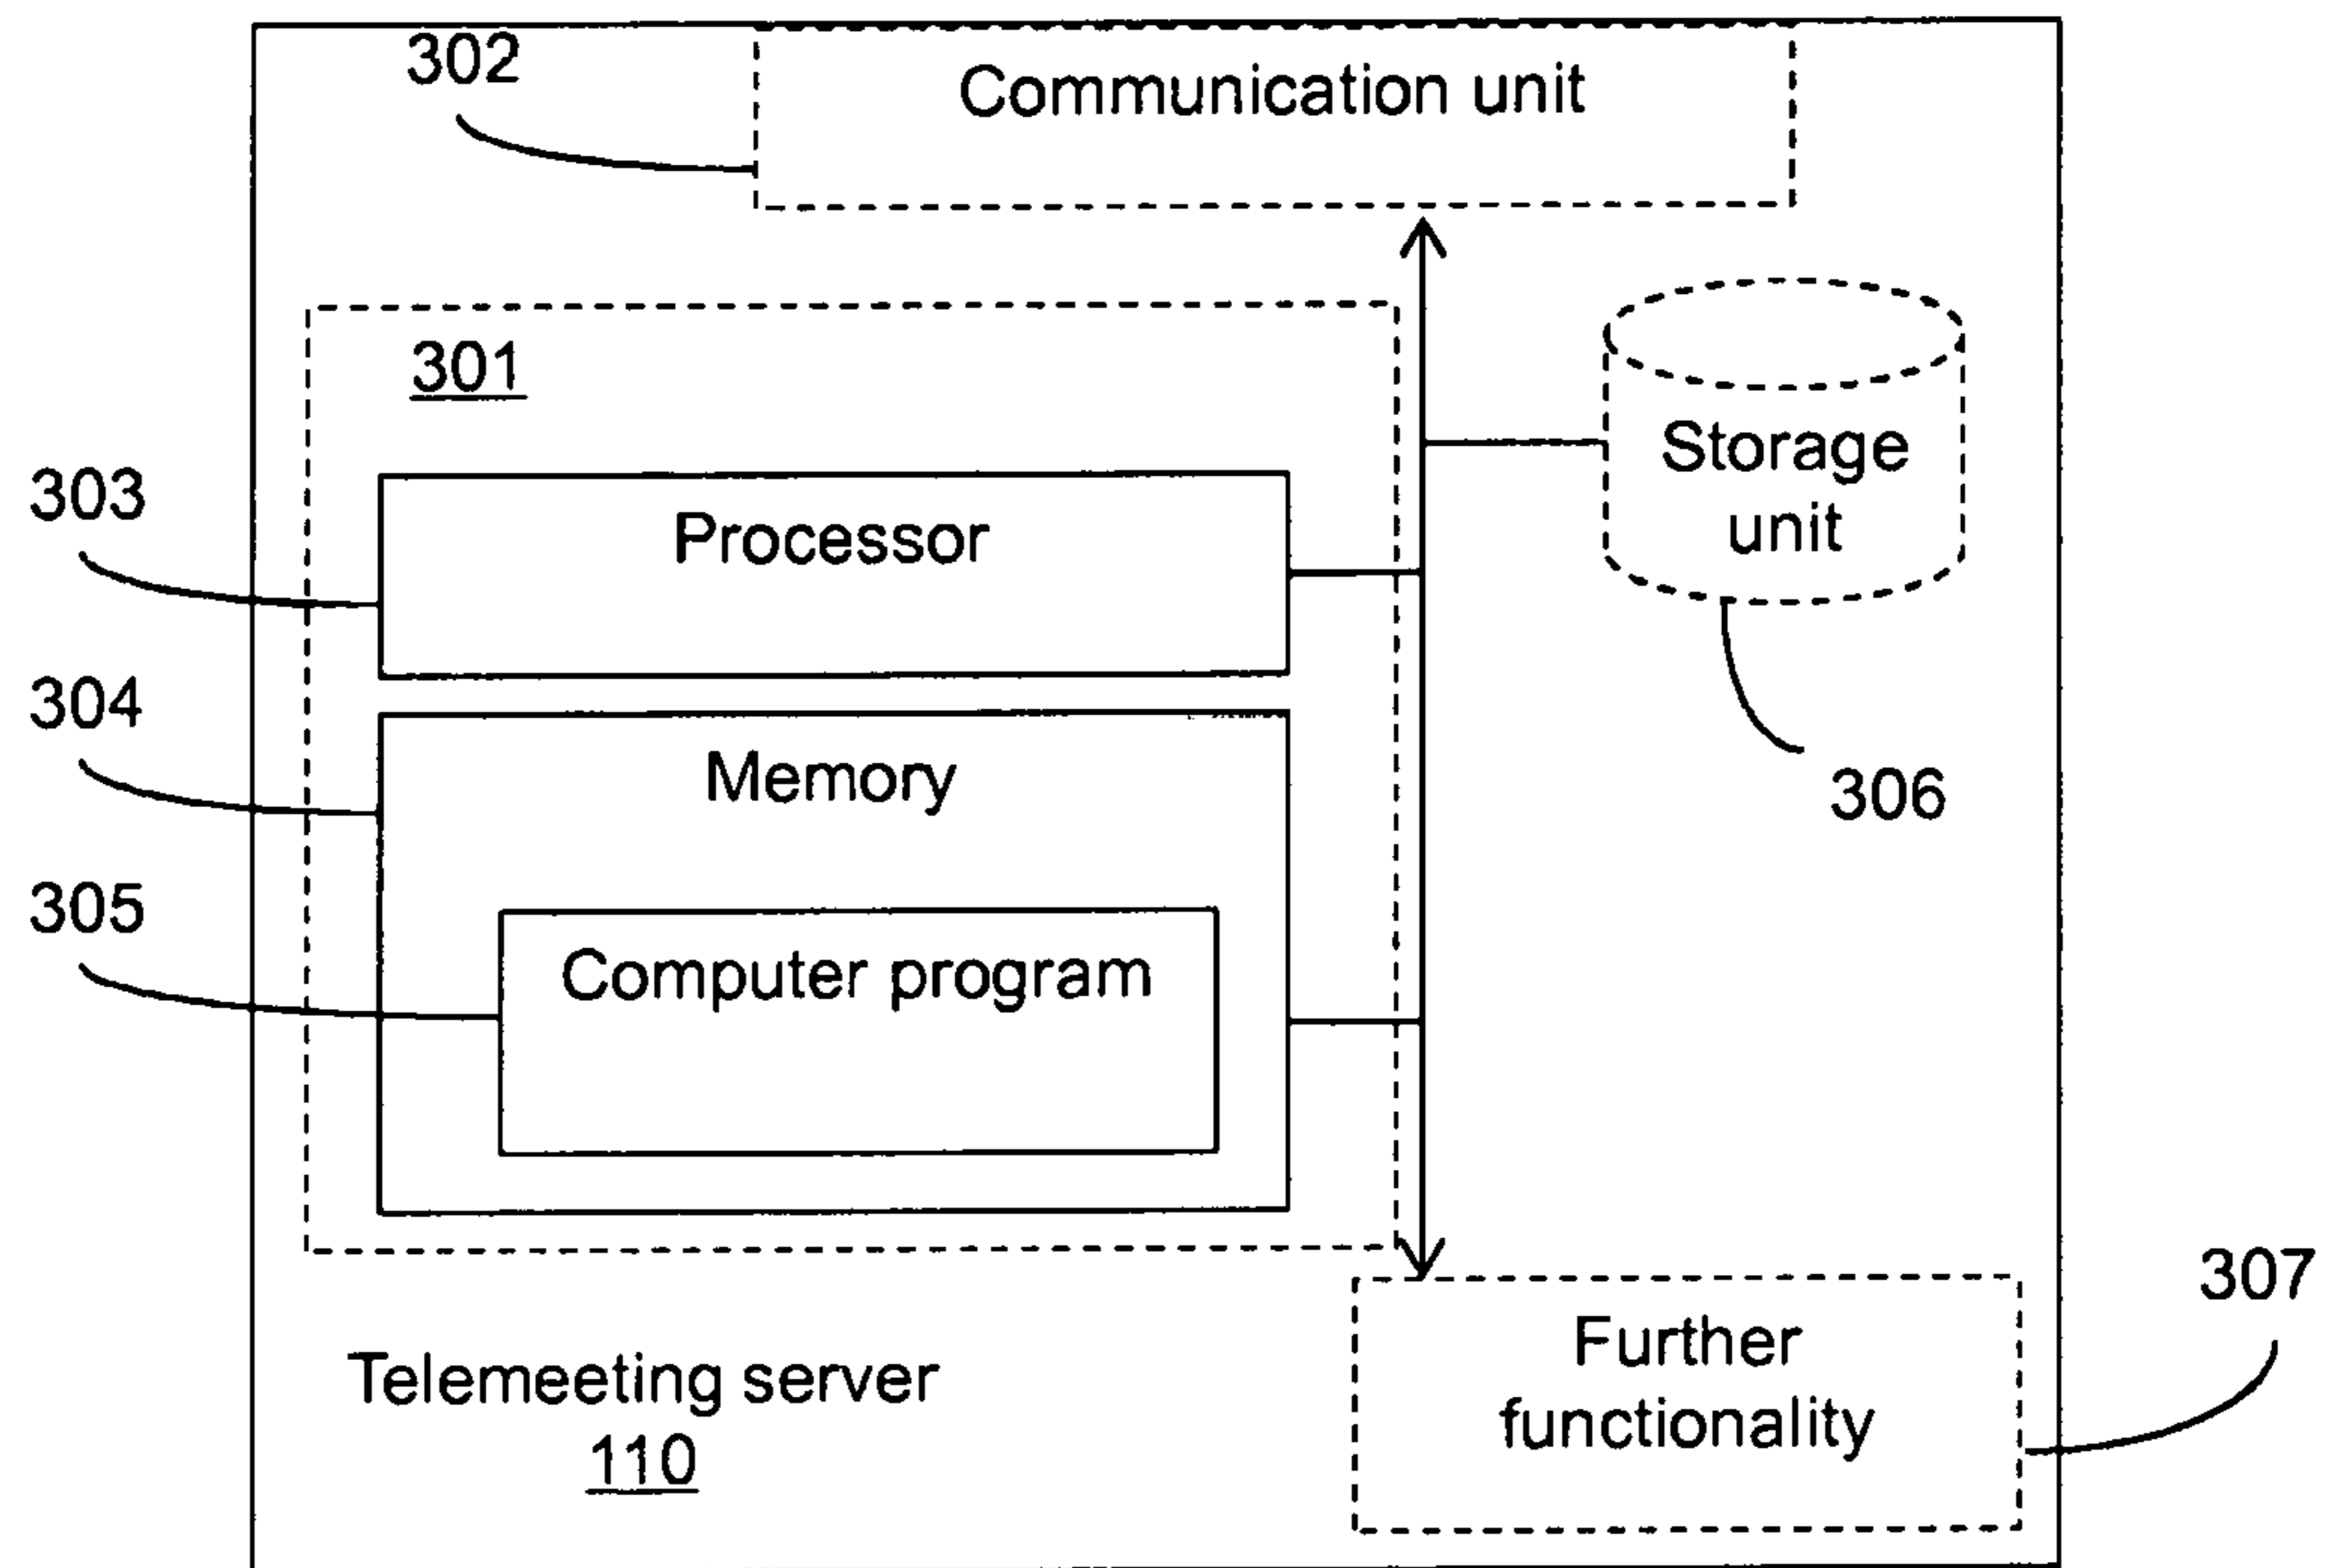 302
Communication unit
301
303
Processor
Storage
unit
304
Memory
306
305
Computer program
307
Further
functionality
Telemeeting server
110